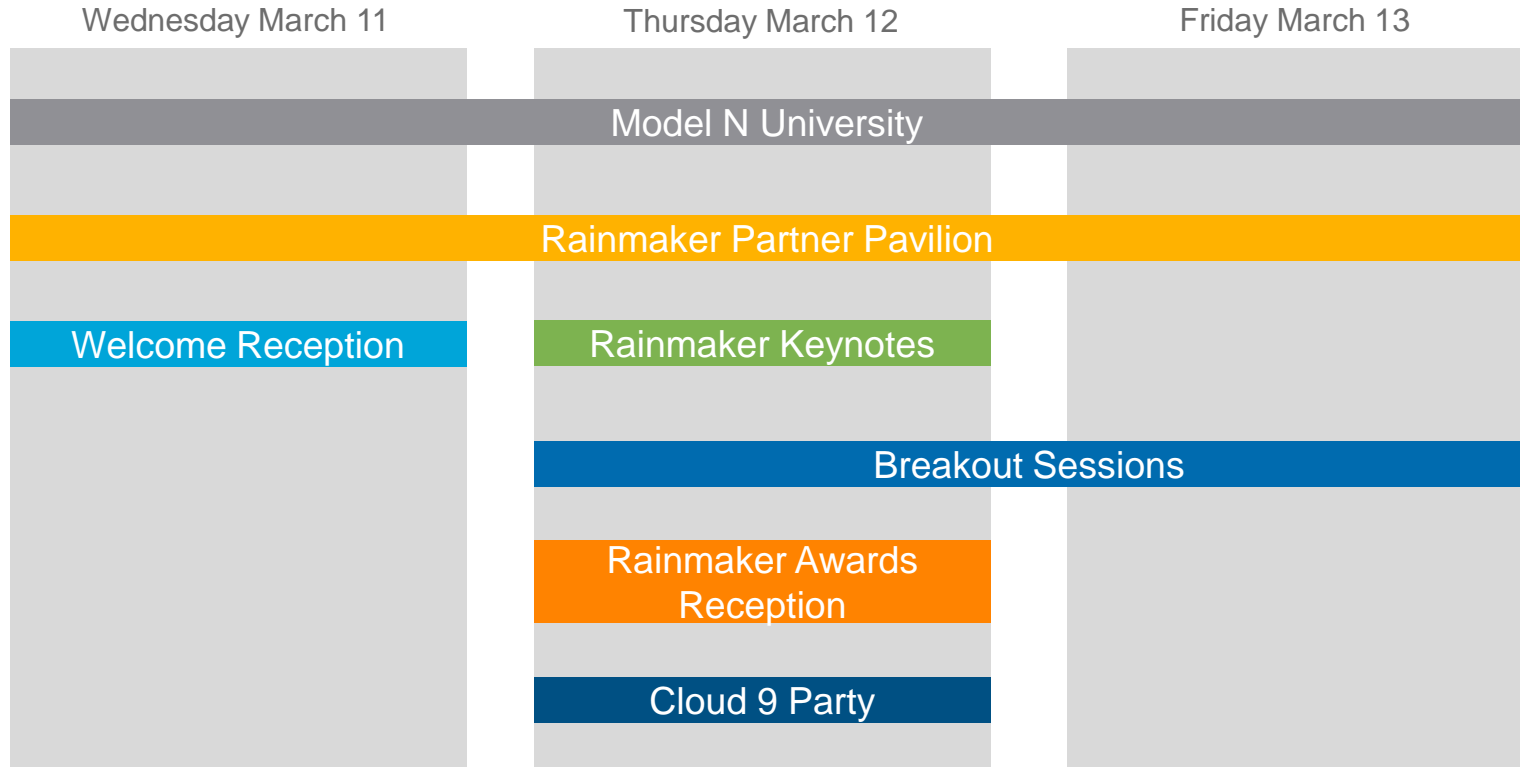 Wednesday March 11
Thursday March 12
Friday March 13
Model N University
Rainmaker Partner Pavilion
Welcome Reception
Rainmaker Keynotes
Breakout Sessions
Rainmaker Awards
Reception
Cloud 9 Party